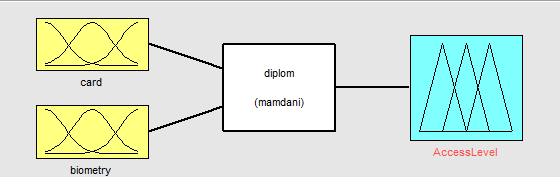 card
diplom
(mamdani)
AccessLevel
biometry